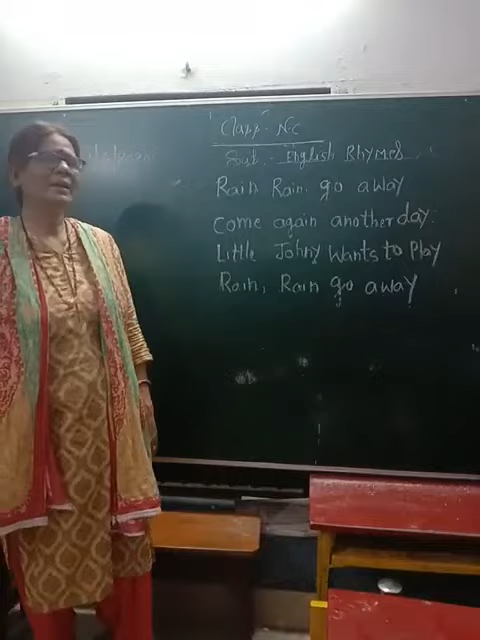 Class - Nc
Sub :- English Rhymes
Rain Rain go away
Come again another day.
Little Johny Wants to Play
Rain, Rain go away